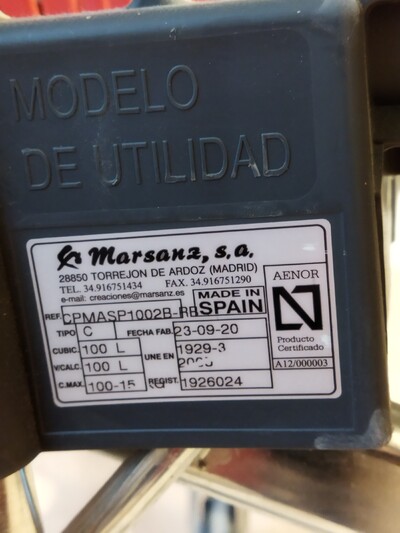 MODELO
DE UTILIDAD
Marsanz, s.a.
28850 TORREJON DE ARDOZ (MADRID)
TEL. 34.916751434 FAX. 34.916751290
e-mail: creaciones@marsanz.es
MADE IN
SPAIN
REF. CPMASP1002B-RB
TIPO C FECHA FAB. 23-09-20
CUBIC. 100 L UNE EN 1929-3
V/CALC. 100 L
C.MAX. 100-15 REGIST. 1926024
AENOR
N
Producto
Certificado
A12/000003